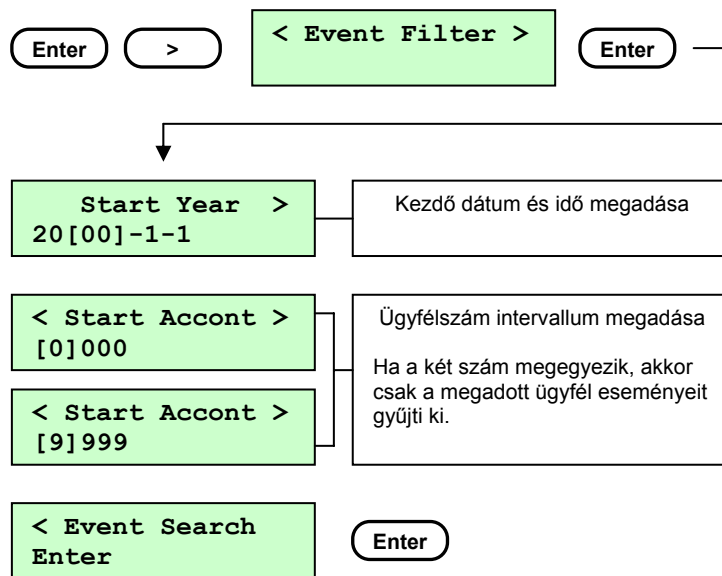 Enter > < Event Filter > Enter
Start Year >
20[00]-1-1
Kezdő dátum és idő megadása
< Start Accont >
[0]000
< Start Accont >
[9]999
Ügyfélszám intervallum megadása
Ha a két szám megegyezik, akkor
csak a megadott ügyfél eseményeit
gyűjti ki.
< Event Search
Enter
Enter